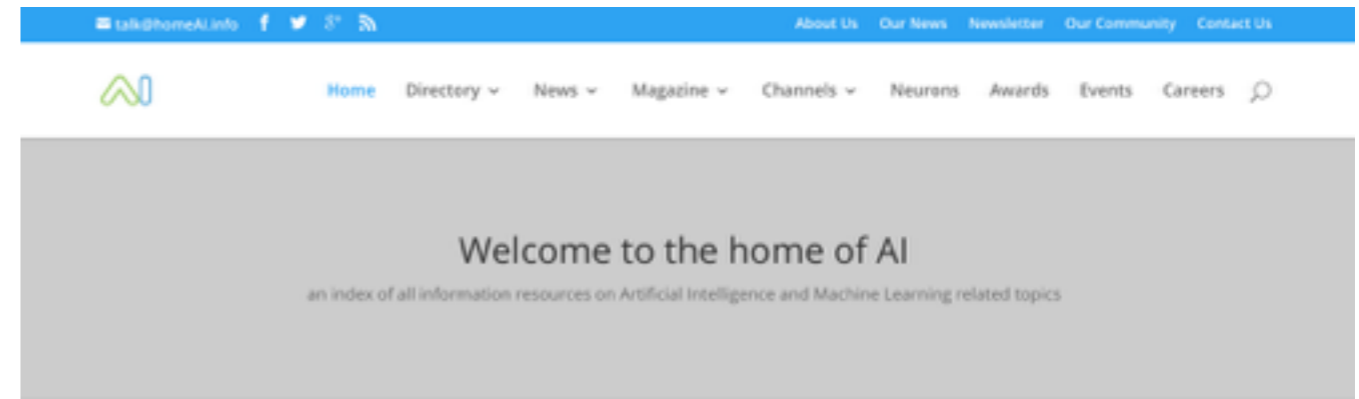 talk@homeAI.info About Us Our News Newsletter Our Community Contact Us
AI Home Directory News Magazine Channels Neurons Awards Events Careers
Welcome to the home of AI
an index of all information resources on Artificial Intelligence and Machine Learning related topics